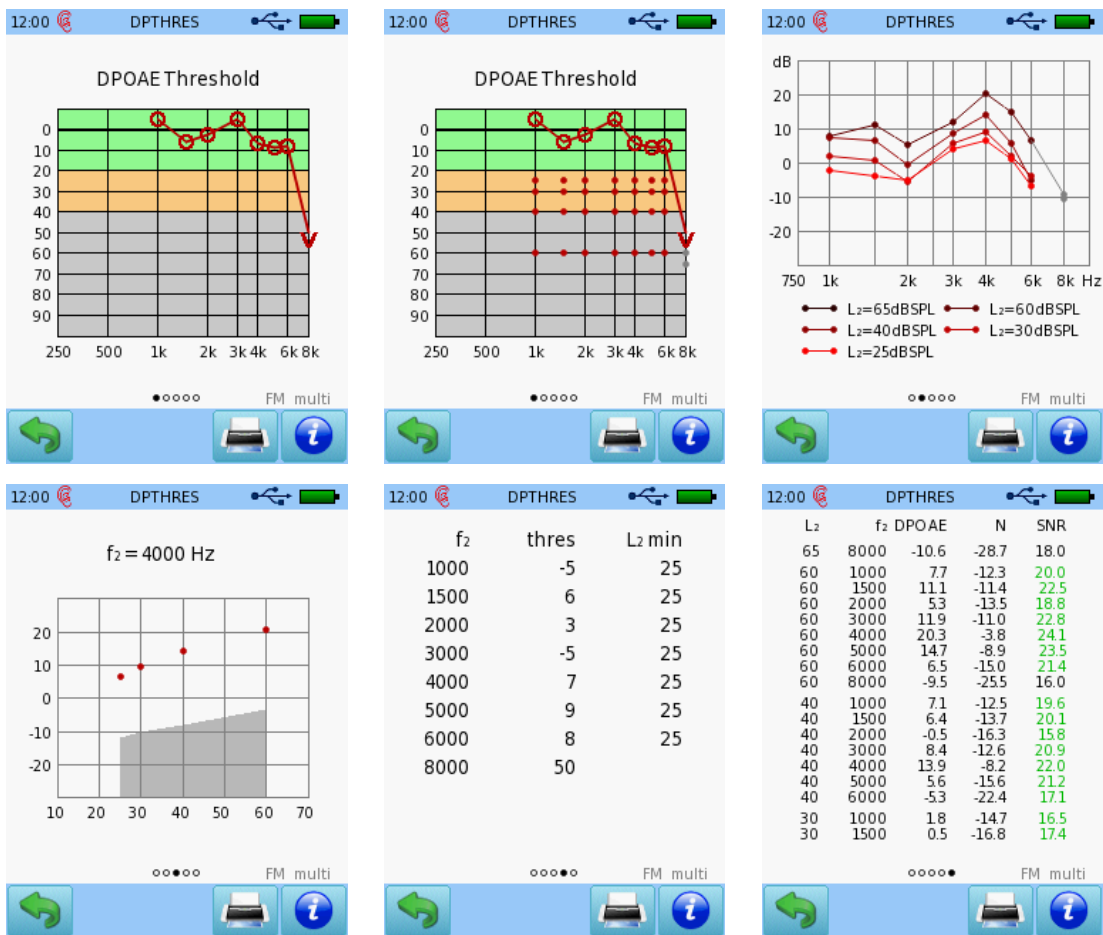 12:00 DPTHRES
DPOAE Threshold
0
10
20
30
40
50
60
70
80
90
250 500 1k 2k 3k 4k 6k 8k
FM multi
12:00 DPTHRES
DPOAE Threshold
0
10
20
30
40
50
60
70
80
90
250 500 1k 2k 3k 4k 6k 8k
FM multi
12:00 DPTHRES
dB
20
10
0
-10
-20
750 1k 2k 3k 4k 6k 8k Hz
L₂=65dBSPL L₂=60dBSPL
L₂=40dBSPL L₂=30dBSPL
L₂=25dBSPL
FM multi
12:00 DPTHRES
f₂ = 4000 Hz
20
10
0
-10
-20
10 20 30 40 50 60 70
FM multi
12:00 DPTHRES
f₂ thres L₂ min
1000 -5 25
1500 6 25
2000 3 25
3000 -5 25
4000 7 25
5000 9 25
6000 8 25
8000 50
FM multi
12:00 DPTHRES
L₂ f₂ DPOAE N SNR
65 8000 -10.6 -28.7 18.0
60 1000 7.7 -12.3 20.0
60 1500 11.1 -11.4 22.5
60 2000 5.3 -13.5 18.8
60 3000 11.9 -11.0 22.8
60 4000 20.3 -3.8 24.1
60 5000 14.7 -8.9 23.5
60 6000 6.5 -15.0 21.4
60 8000 -9.5 -25.5 16.0
40 1000 7.1 -12.5 19.6
40 1500 6.4 -13.7 20.1
40 2000 -0.5 -16.3 15.8
40 3000 8.4 -12.6 20.9
40 4000 13.9 -8.2 22.0
40 5000 5.6 -15.6 21.2
40 6000 -5.3 -22.4 17.1
30 1000 1.8 -14.7 16.5
30 1500 0.5 -16.8 17.4
FM multi